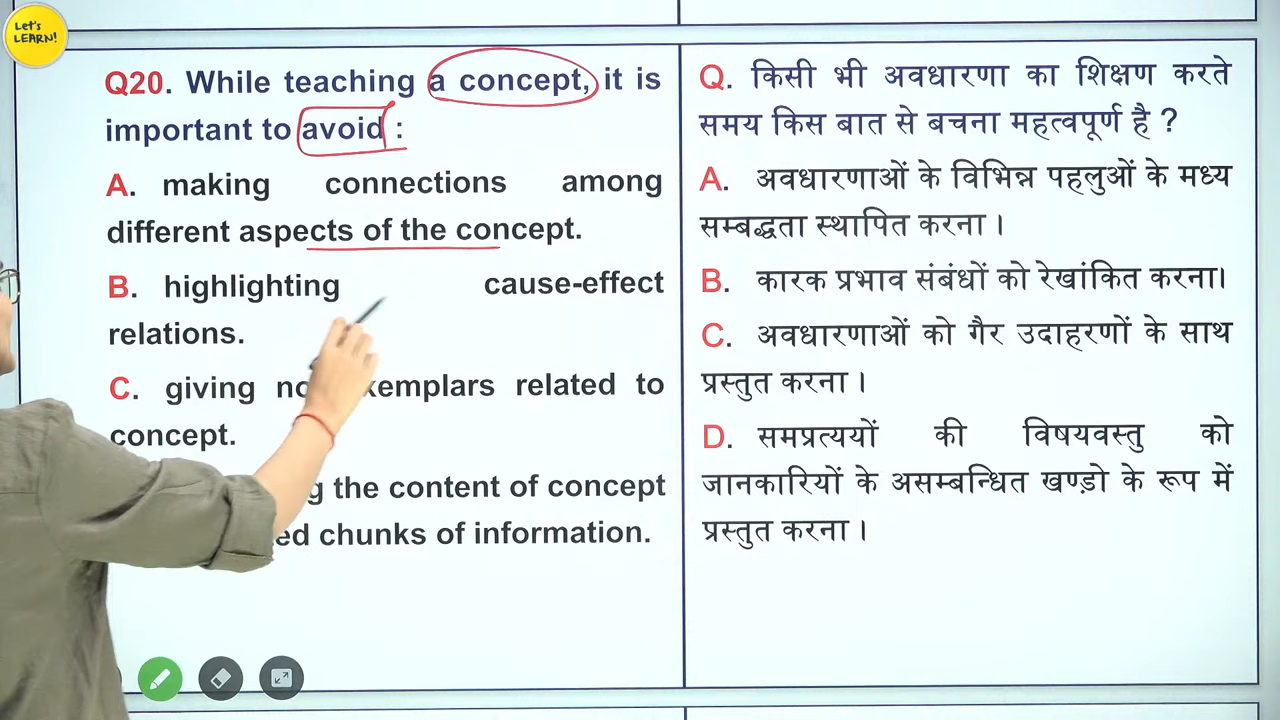 Let's
LEARN!
Q20. While teaching a concept, it is
important to avoid :
A. making connections among
different aspects of the concept.
B. highlighting cause-effect
relations.
C. giving related to
concept.
the content of concept
chunks of information.
Q. किसी भी अवधारणा का शिक्षण करते
समय किस बात से बचना महत्वपूर्ण है ?
A. अवधारणाओं के विभिन्न पहलुओं के मध्य
सम्बद्धता स्थापित करना ।
B. कारक प्रभाव संबंधों को रेखांकित करना।
C. अवधारणाओं को गैर उदाहरणों के साथ
प्रस्तुत करना ।
D. समप्रत्ययों की विषयवस्तु को
जानकारियों के असम्बन्धित खण्ड़ो के रूप में
प्रस्तुत करना ।